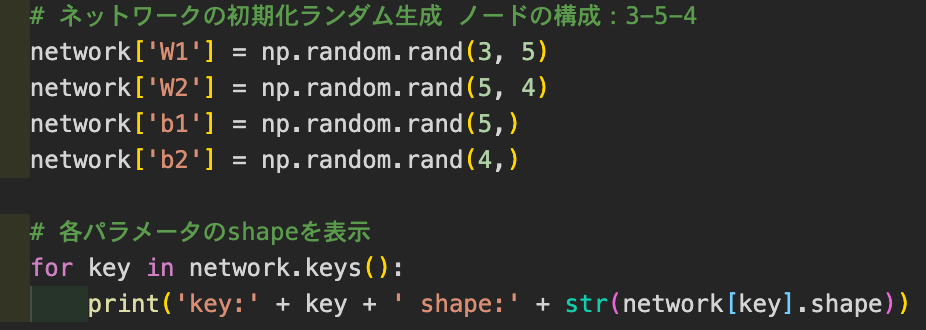 # ネットワークの初期化ランダム生成 ノードの構成：3-5-4
network['W1'] = np.random.rand(3, 5)
network['W2'] = np.random.rand(5, 4)
network['b1'] = np.random.rand(5,)
network['b2'] = np.random.rand(4,)
# 各パラメータのshapeを表示
for key in network.keys():
    print('key:' + key + ' shape:' + str(network[key].shape))